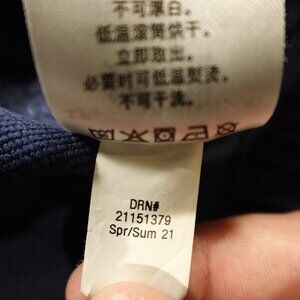 不可漂白。
低温滚筒烘干。
立即取出。
必要时可低温熨烫。
不可干洗。
DRN#
21151379
Spr/Sum 21